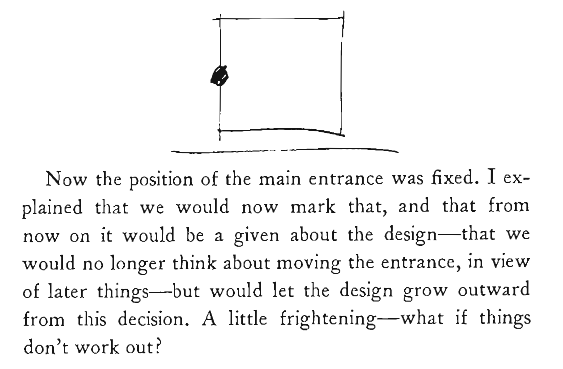 Now the position of the main entrance was fixed. I ex-
plained that we would now mark that, and that from
now on it would be a given about the design—that we
would no longer think about moving the entrance, in view
of later things—but would let the design grow outward
from this decision. A little frightening—what if things
don't work out?